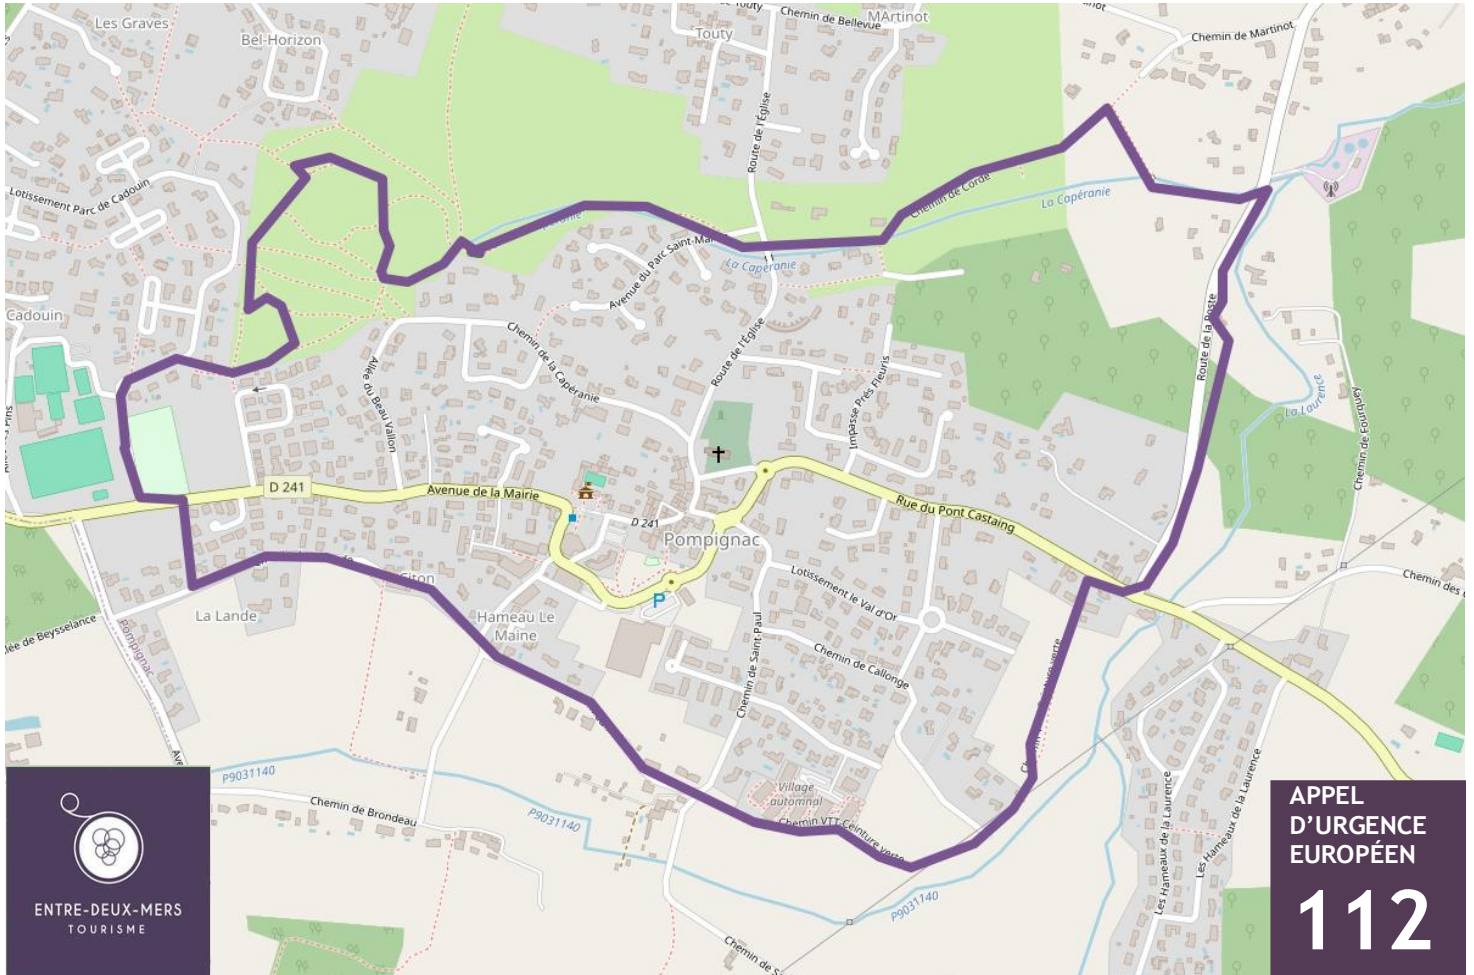 Les Graves
Bel-Horizon
Touty
Chemin de Bellevue
MArtinot
Chemin de Martinot
Lotissement Parc de Cadouin
Route de l'Église
Chemin de Corde
La Capéranie
Avenue du Parc Saint-Ma
La Capéranie
Cadouin
Chemin de la Capéranie
Allée du Beau Vallon
Route de l'Église
Impasse Prés Fleuris
Route de la Poste
La Laurence
Chemin de Fourquey
D 241
Avenue de la Mairie
D 241
Pompignac
Rue du Pont Castaing
Lotissement le Val d'Or
Citon
La Lande
Hameau Le
Maine
P
Chemin de Saint-Paul
Chemin de Callonge
Chemin des
ée de Beysselance
Pompignac
P9031140
Chemin de Brondeau
P9031140
Village
automnal
Chemin VTT Ceinture verte
P9031140
Les Hameaux de la Laurence
Les Hameaux de la Laurence
ENTRE-DEUX-MERS
TOURISME
APPEL
D'URGENCE
EUROPÉEN
112